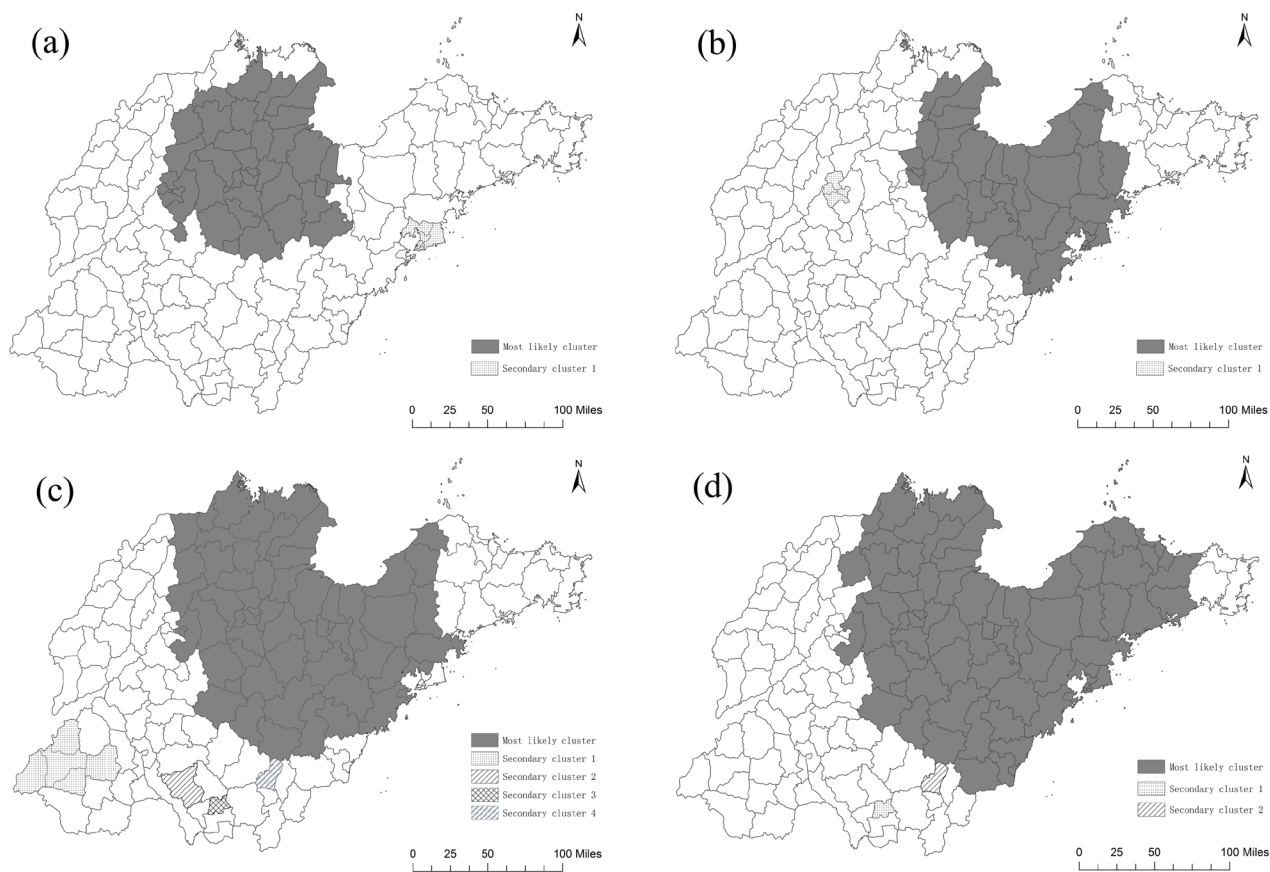 (a)
N
Most likely cluster
Secondary cluster 1
0 25 50 100 Miles
(b)
N
Most likely cluster
Secondary cluster 1
0 25 50 100 Miles
(c)
N
Most likely cluster
Secondary cluster 1
Secondary cluster 2
Secondary cluster 3
Secondary cluster 4
0 25 50 100 Miles
(d)
N
Most likely cluster
Secondary cluster 1
Secondary cluster 2
0 25 50 100 Miles